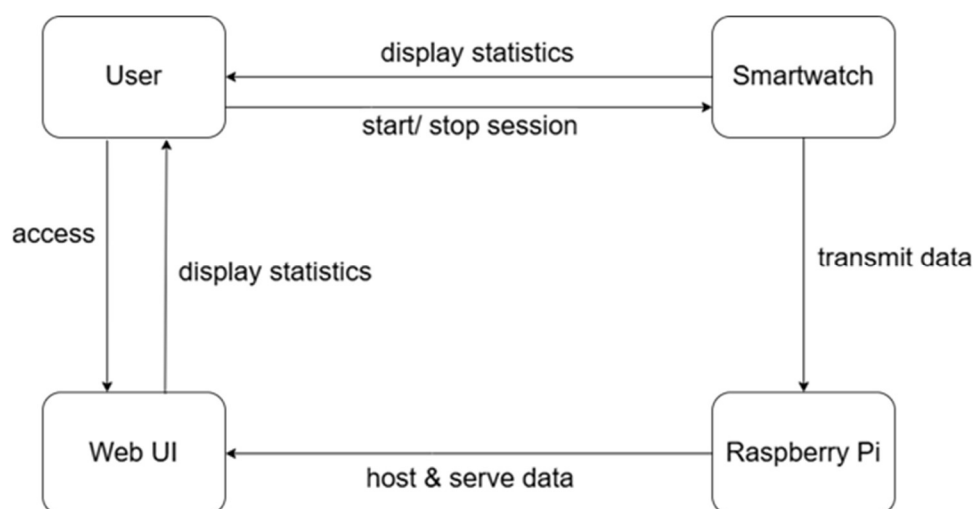 display statistics
User
Smartwatch
start/ stop session
access
transmit data
display statistics
Web UI
Raspberry Pi
host & serve data